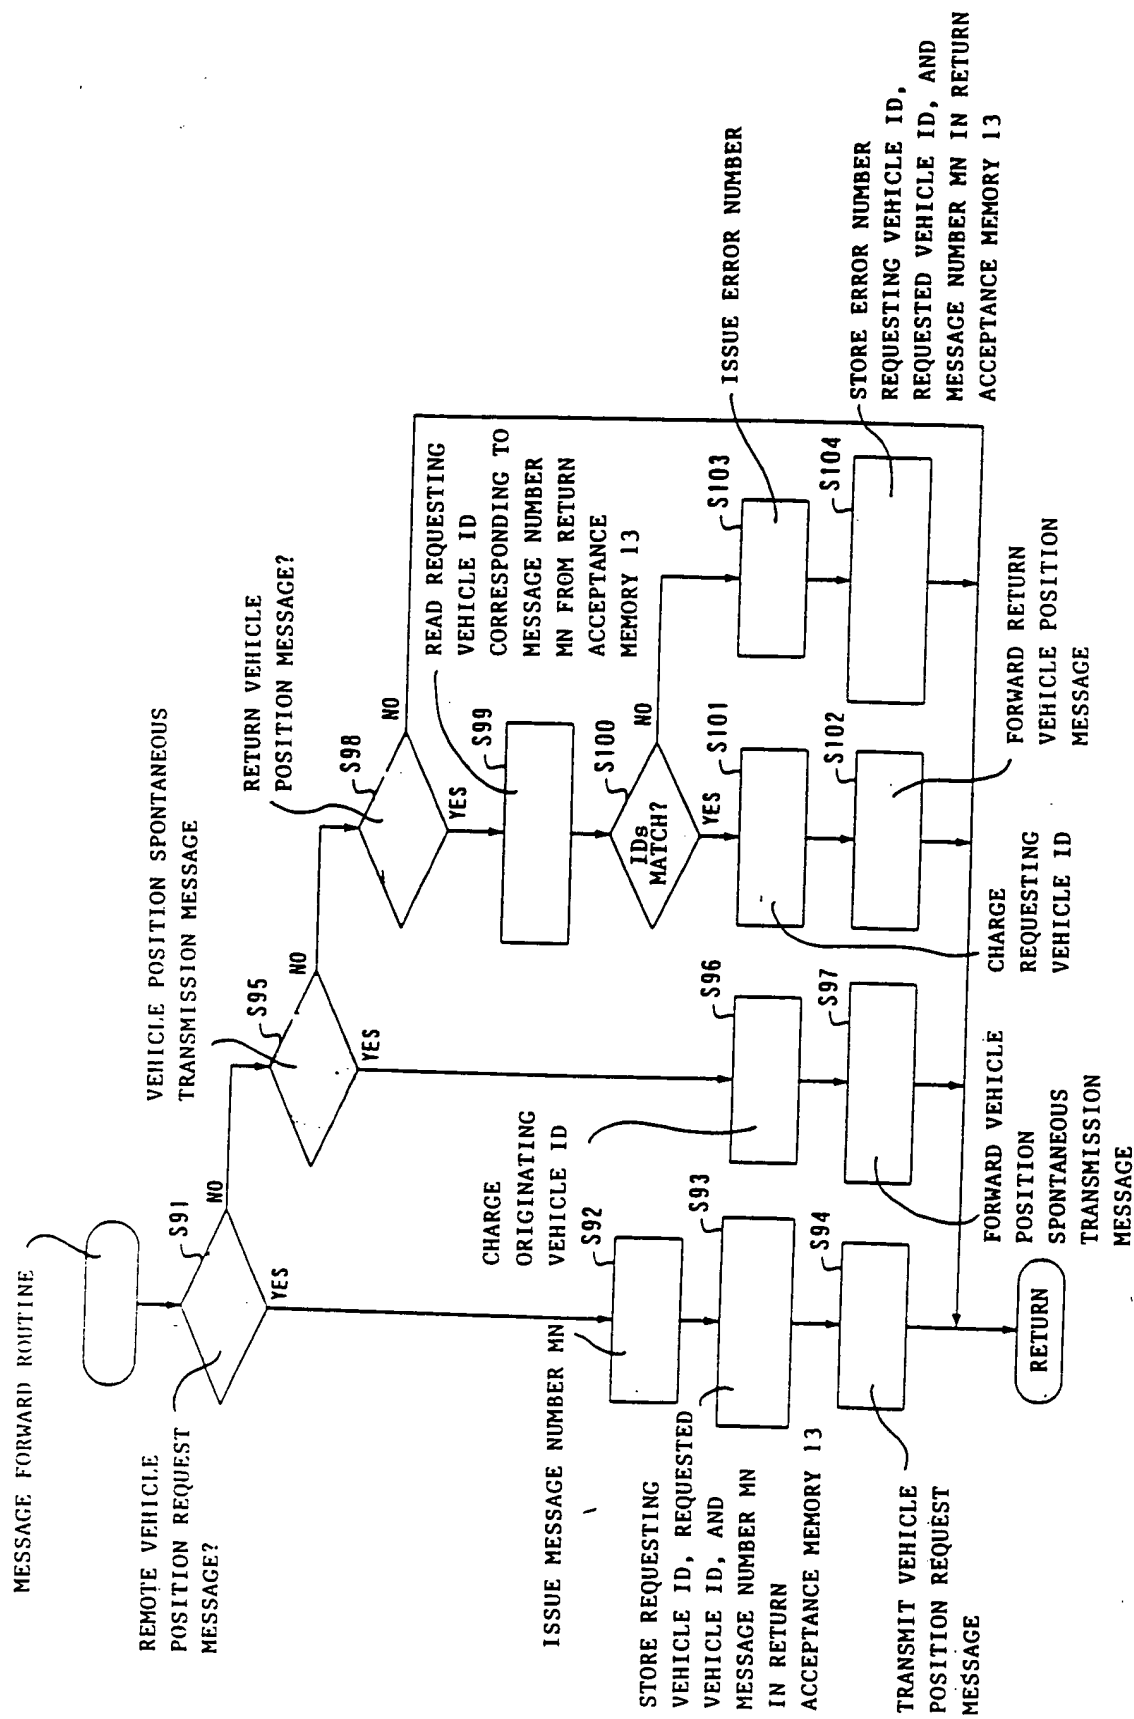 MESSAGE FORWARD ROUTINE
REMOTE VEHICLE
POSITION REQUEST
MESSAGE?
S91
NO
YES
VEHICLE POSITION SPONTANEOUS
TRANSMISSION MESSAGE
S95
NO
YES
RETURN VEHICLE
POSITION MESSAGE?
S98
NO
YES
READ REQUESTING
VEHICLE ID
CORRESPONDING TO
MESSAGE NUMBER
MN FROM RETURN
ACCEPTANCE
MEMORY 13
S99
S100
IDs
MATCH?
NO
YES
ISSUE MESSAGE NUMBER MN
S92
STORE REQUESTING
VEHICLE ID, REQUESTED
VEHICLE ID, AND
MESSAGE NUMBER MN
IN RETURN
ACCEPTANCE MEMORY 13
S93
TRANSMIT VEHICLE
POSITION REQUEST
MESSAGE
S94
CHARGE
ORIGINATING
VEHICLE ID
S96
FORWARD VEHICLE
POSITION
SPONTANEOUS
TRANSMISSION
MESSAGE
S97
CHARGE
REQUESTING
VEHICLE ID
S101
FORWARD RETURN
VEHICLE POSITION
MESSAGE
S102
ISSUE ERROR NUMBER
S103
STORE ERROR NUMBER
REQUESTING VEHICLE ID,
REQUESTED VEHICLE ID, AND
MESSAGE NUMBER MN IN RETURN
ACCEPTANCE MEMORY 13
S104
RETURN